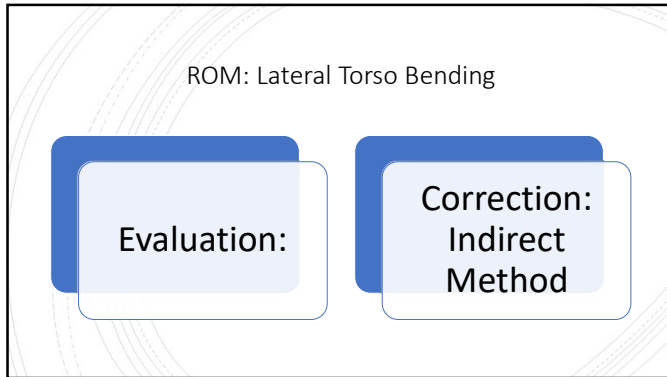 ROM: Lateral Torso Bending
Evaluation:
Correction:
Indirect
Method